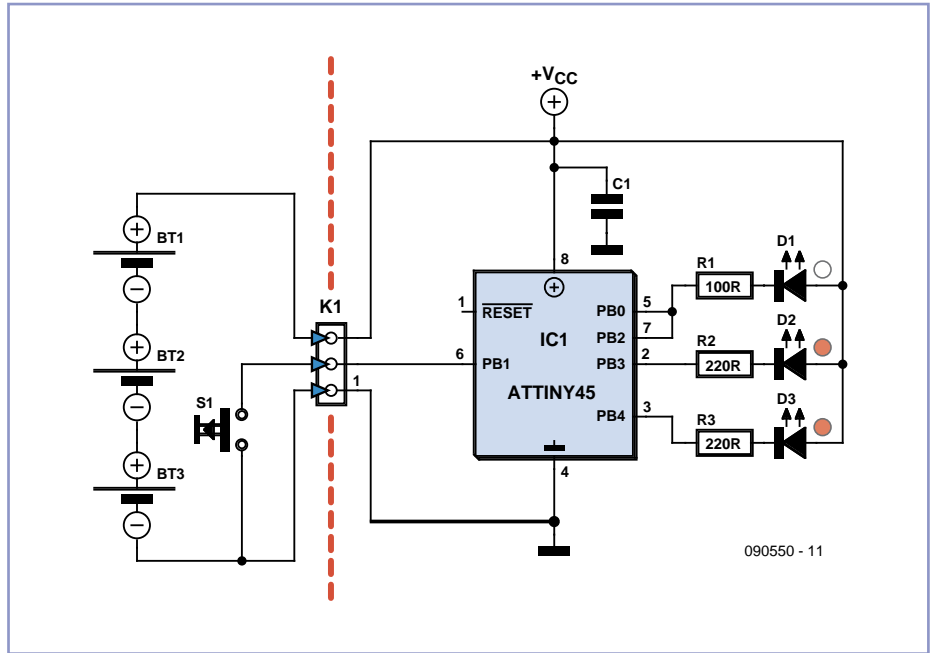 +VCC
C1
BT1
BT2
BT3
S1
K1
1
8
1
RESET
6
PB1
IC1
ATTINY45
4
PB0
5
PB2
7
PB3
2
PB4
3
R1
100R
R2
220R
R3
220R
D1
D2
D3
090550 - 11